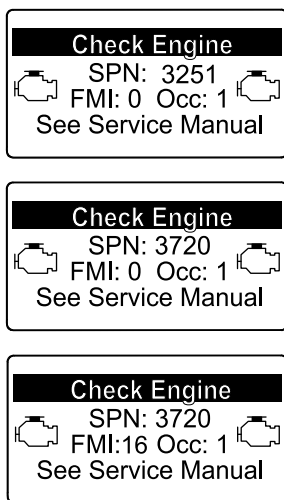 Check Engine
SPN: 3251
FMI: 0 Occ: 1
See Service Manual
Check Engine
SPN: 3720
FMI: 0 Occ: 1
See Service Manual
Check Engine
SPN: 3720
FMI:16 Occ: 1
See Service Manual